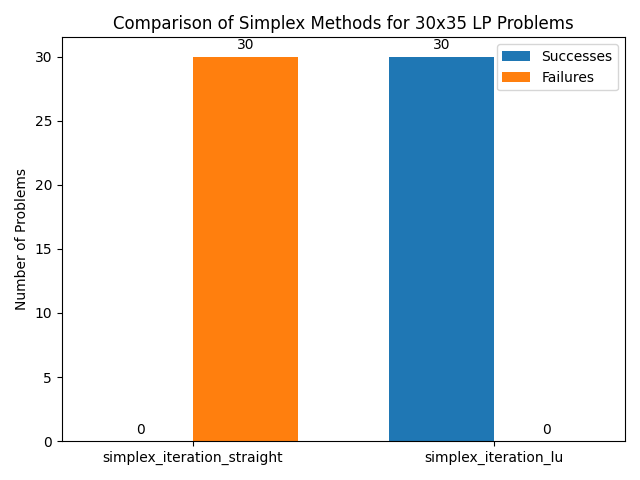 Comparison of Simplex Methods for 30x35 LP Problems
Number of Problems
30
25
20
15
10
5
0
0
30
30
0
Successes
Failures
simplex_iteration_straight
simplex_iteration_lu